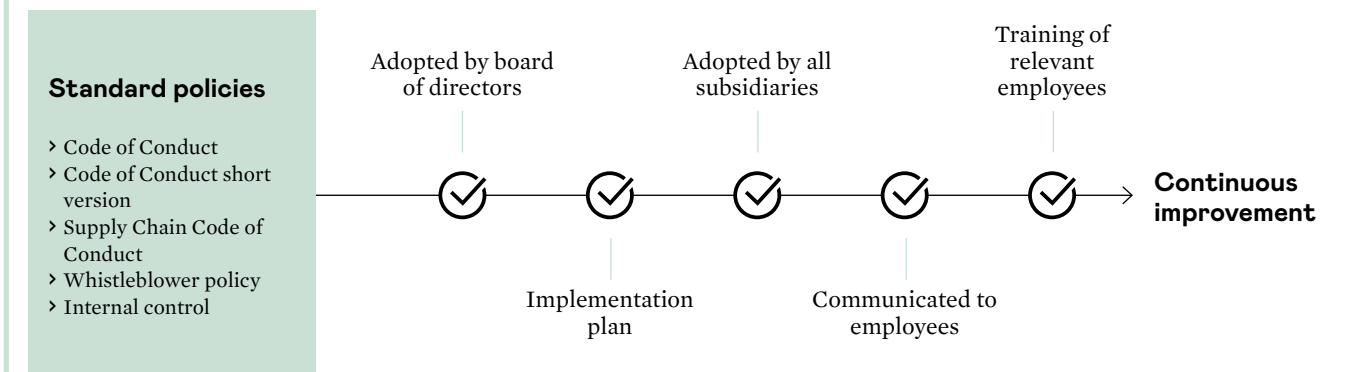 Standard policies
› Code of Conduct
› Code of Conduct short
version
› Supply Chain Code of
Conduct
› Whistleblower policy
› Internal control
Adopted by board
of directors
Implementation
plan
Adopted by all
subsidiaries
Communicated to
employees
Training of
relevant
employees
Continuous
improvement